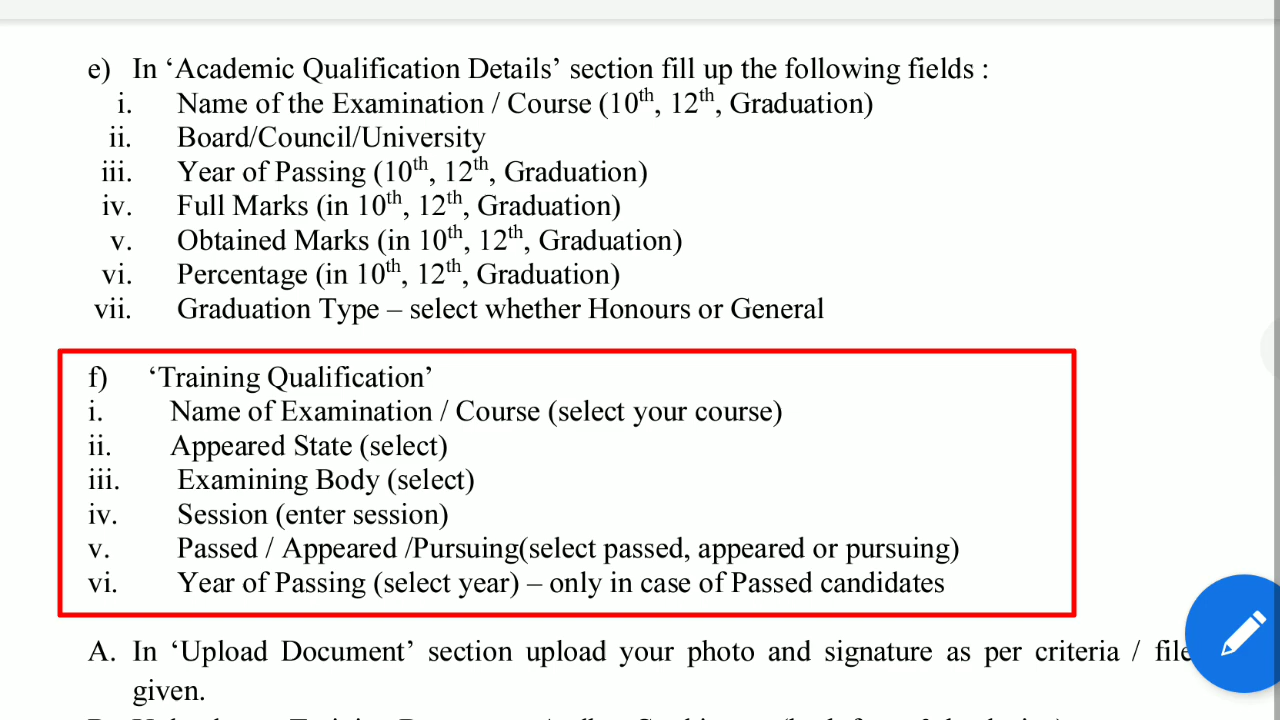 e) In ‘Academic Qualification Details’ section fill up the following fields :
i. Name of the Examination / Course (10th, 12th, Graduation)
ii. Board/Council/University
iii. Year of Passing (10th, 12th, Graduation)
iv. Full Marks (in 10th, 12th, Graduation)
v. Obtained Marks (in 10th, 12th, Graduation)
vi. Percentage (in 10th, 12th, Graduation)
vii. Graduation Type – select whether Honours or General
f) ‘Training Qualification’
i. Name of Examination / Course (select your course)
ii. Appeared State (select)
iii. Examining Body (select)
iv. Session (enter session)
v. Passed / Appeared /Pursuing(select passed, appeared or pursuing)
vi. Year of Passing (select year) – only in case of Passed candidates
A. In ‘Upload Document’ section upload your photo and signature as per criteria / file
given.